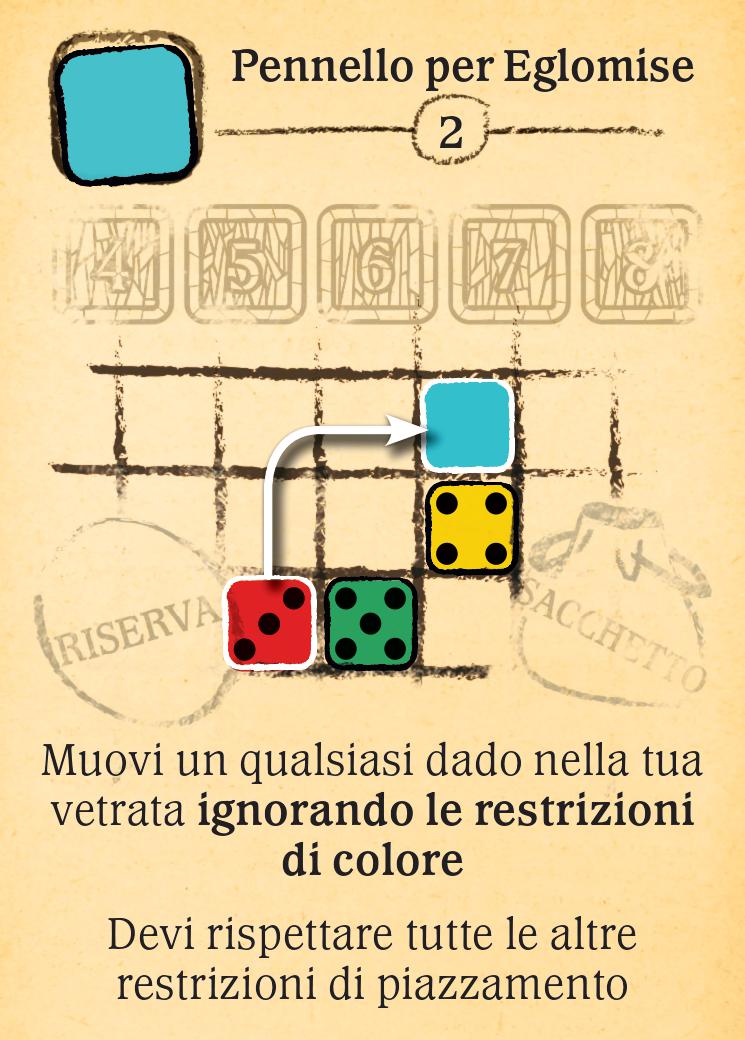 Pennello per Eglomise
2
4 5 6 7 8
RISERVA
SACCHETTO
Muovi un qualsiasi dado nella tua
vetrata ignorando le restrizioni
di colore
Devi rispettare tutte le altre
restrizioni di piazzamento